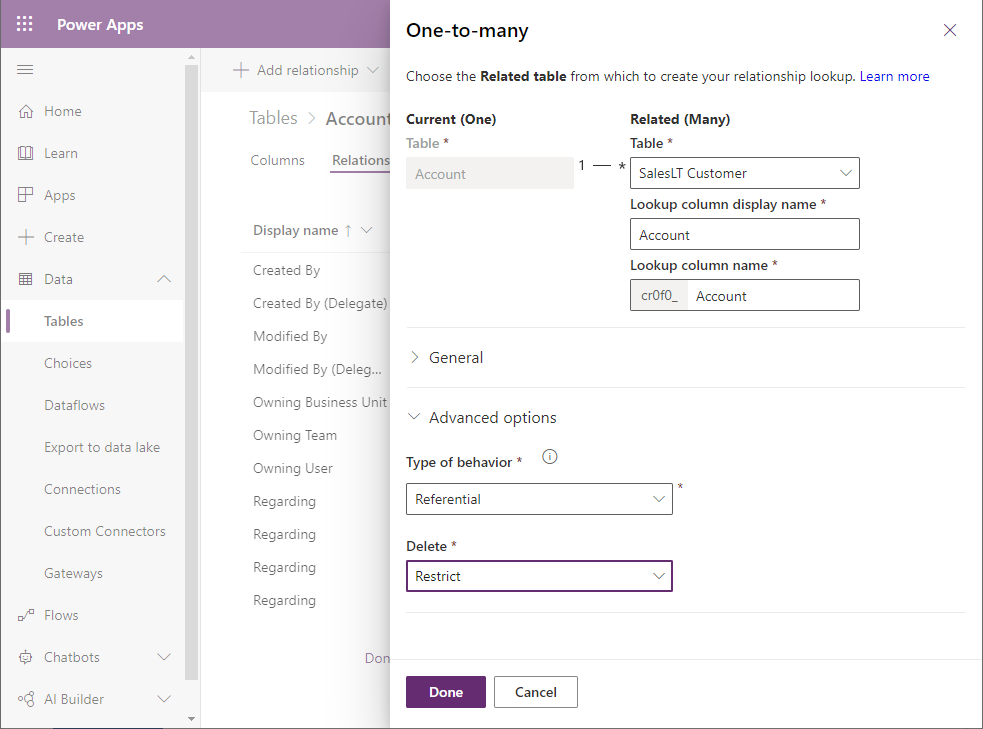 Power Apps
Home
Learn
Apps
Create
Data
Tables
Choices
Dataflows
Export to data lake
Connections
Custom Connectors
Gateways
Flows
Chatbots
AI Builder
Add relationship
Tables > Account
Columns Relations
Display name ↑
Created By
Created By (Delegate)
Modified By
Modified By (Deleg...
Owning Business Unit
Owning Team
Owning User
Regarding
Regarding
Regarding
Regarding
Don
One-to-many
Choose the Related table from which to create your relationship lookup. Learn more
Current (One)
Table *
Account
1 — *
Related (Many)
Table *
SalesLT Customer
Lookup column display name *
Account
Lookup column name *
cr0f0_ Account
General
Advanced options
Type of behavior *
Referential *
Delete *
Restrict
Done Cancel